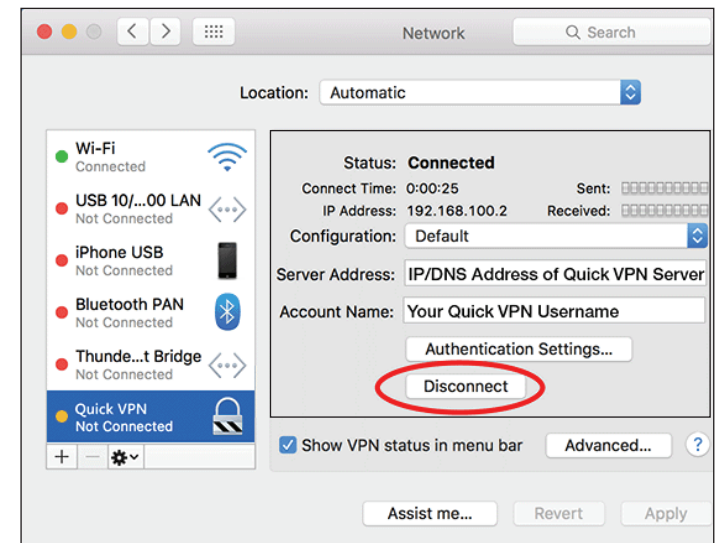 Network
Search
Location: Automatic
Wi-Fi
Connected
USB 10/...00 LAN
Not Connected
iPhone USB
Not Connected
Bluetooth PAN
Not Connected
Thunde...t Bridge
Not Connected
Quick VPN
Not Connected
Status: Connected
Connect Time: 0:00:25 Sent:
IP Address: 192.168.100.2 Received:
Configuration: Default
Server Address: IP/DNS Address of Quick VPN Server
Account Name: Your Quick VPN Username
Authentication Settings...
Disconnect
Show VPN status in menu bar Advanced... ?
Assist me... Revert Apply